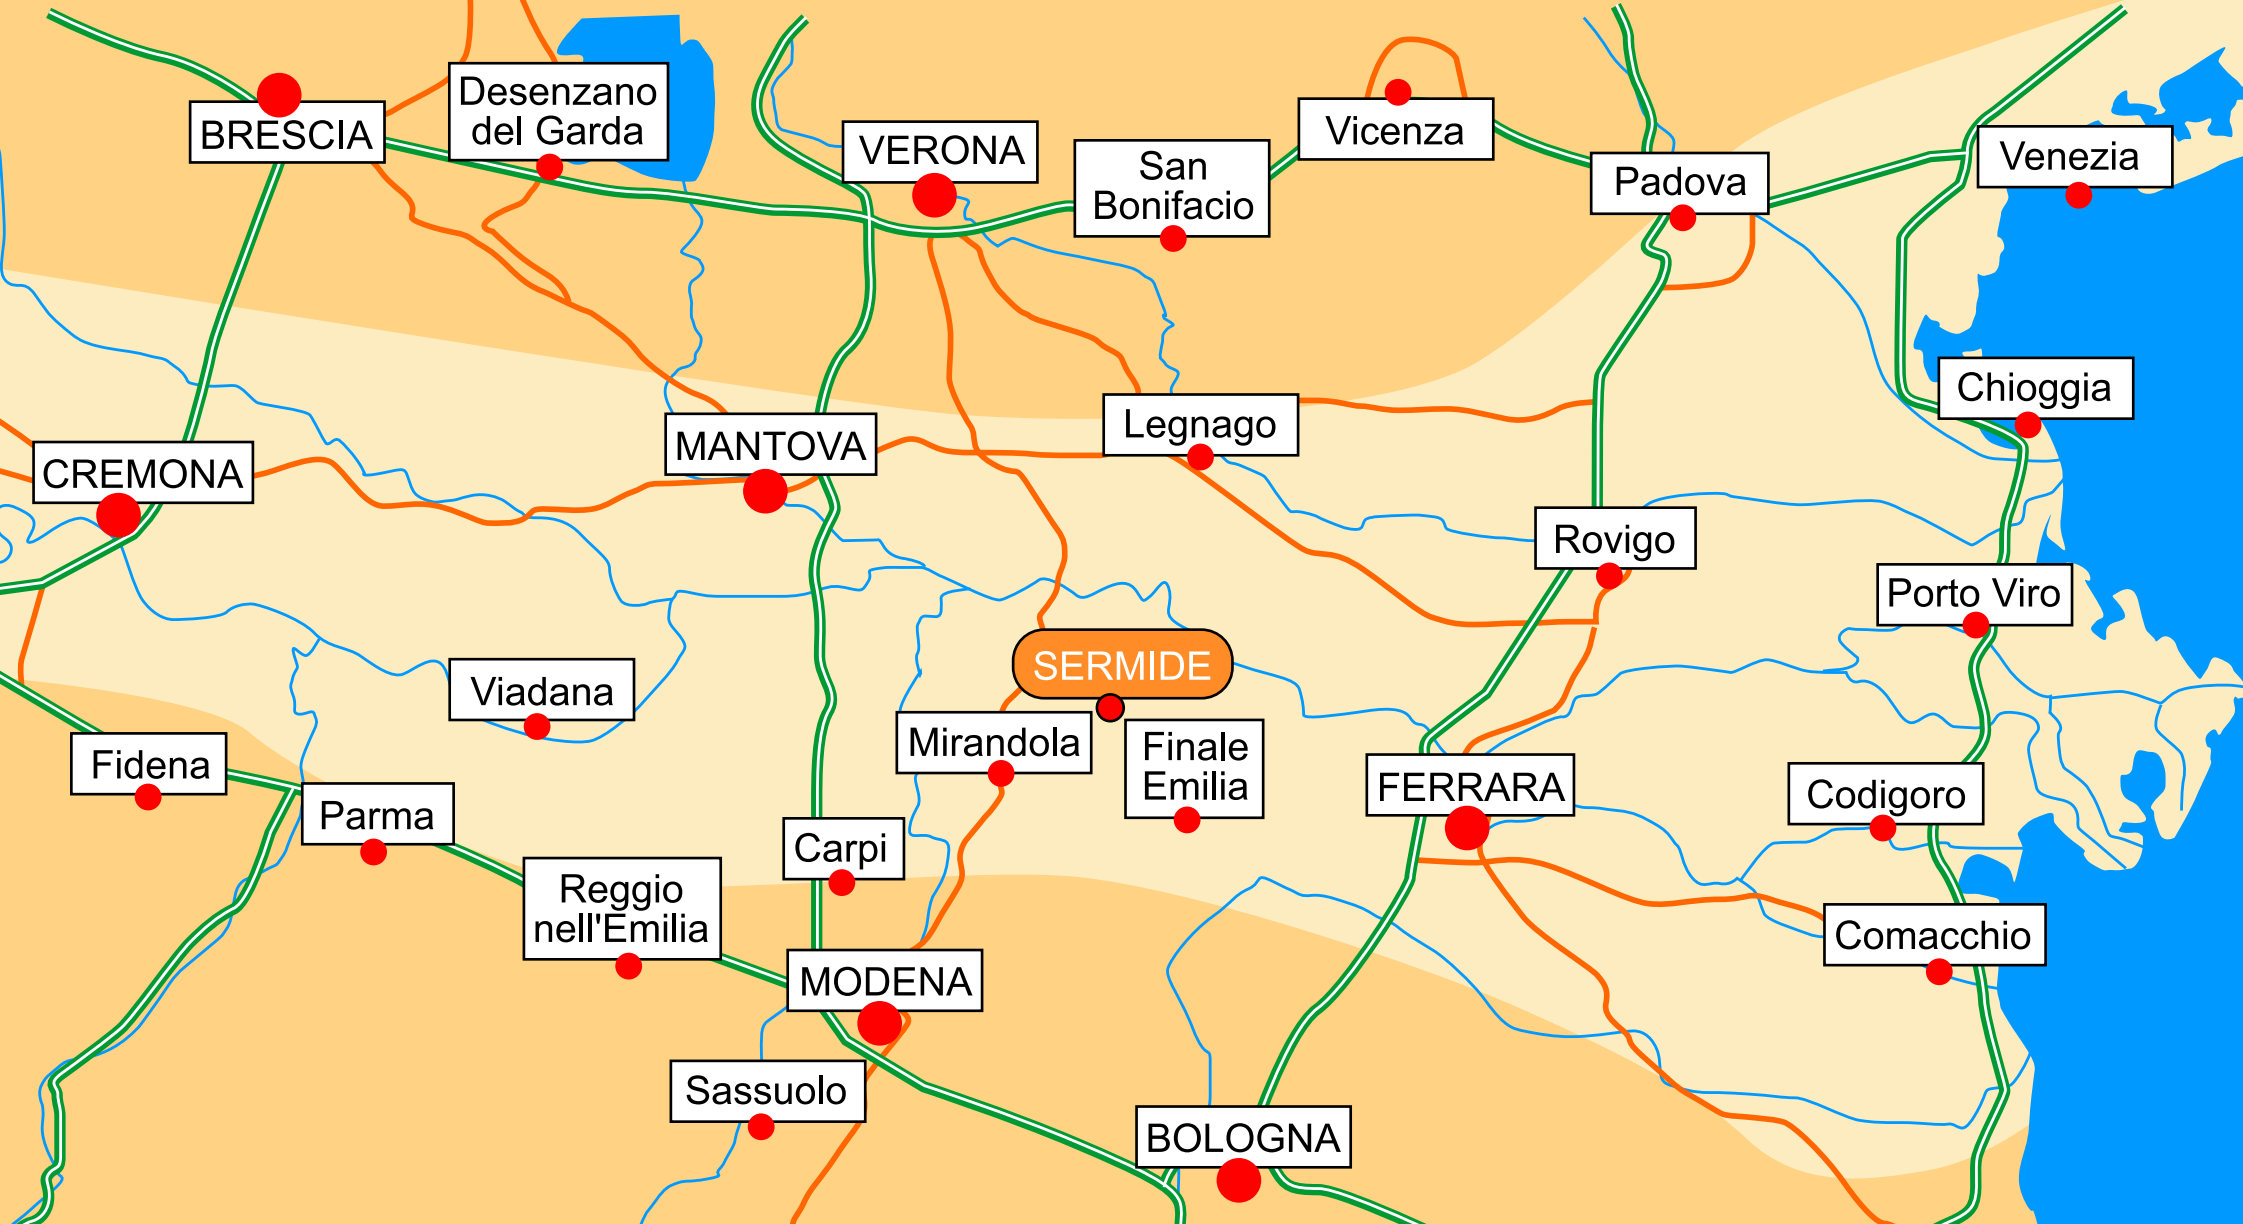 Desenzano
del Garda
BRESCIA
VERONA
San
Bonifacio
Vicenza
Padova
Venezia
Chioggia
Legnago
MANTOVA
CREMONA
Rovigo
Porto Viro
SERMIDE
Viadana
Mirandola
Finale
Emilia
Fidena
FERRARA
Codigoro
Parma
Carpi
Reggio
nell'Emilia
Comacchio
MODENA
Sassuolo
BOLOGNA